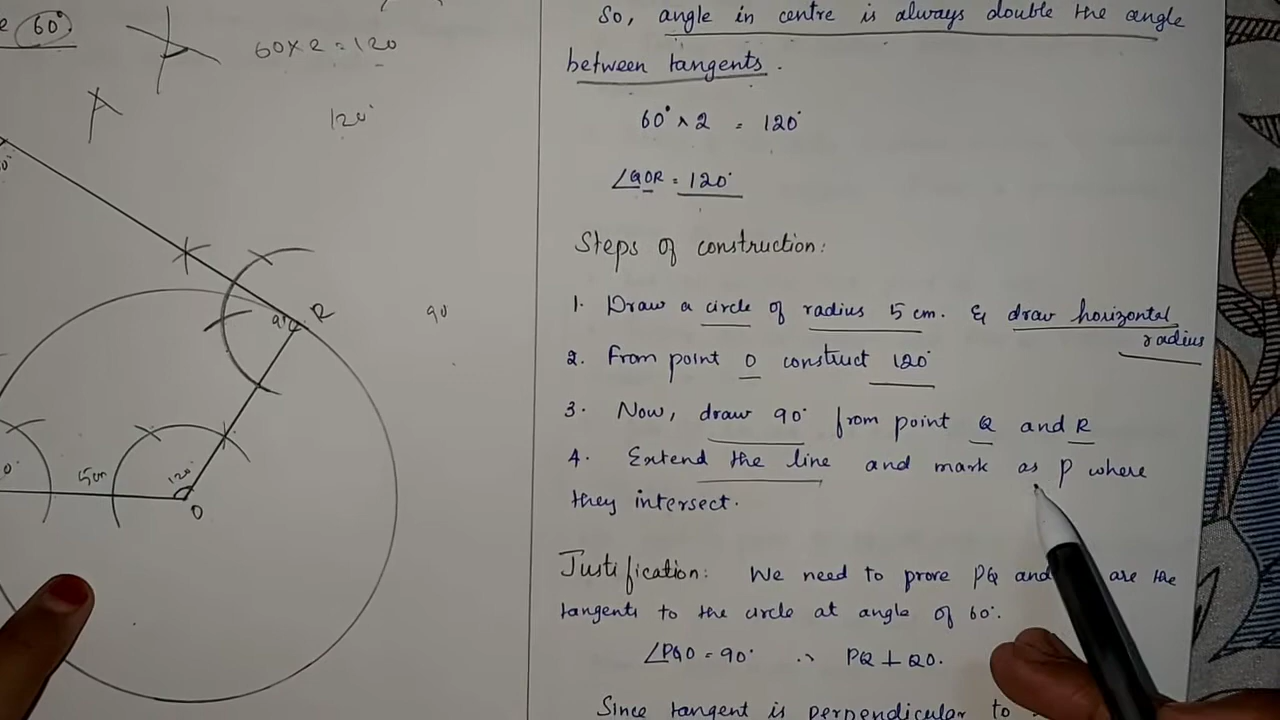 60°
60×2=120
120°
R
90
90
5cm
120°
O
So, angle in centre is always double the angle
between tangents.
60° × 2 = 120°
∠QOR = 120°
Steps of construction:
1. Draw a circle of radius 5 cm. & draw horizontal
radius
2. From point O construct 120°
3. Now, draw 90° from point Q and R
4. Extend the line and mark as P where
they intersect.
Justification: We need to prove PQ and are the
tangents to the circle at angle of 60°.
∠PQO = 90° ∴ PQ ⊥ QO.
Since tangent is perpendicular to